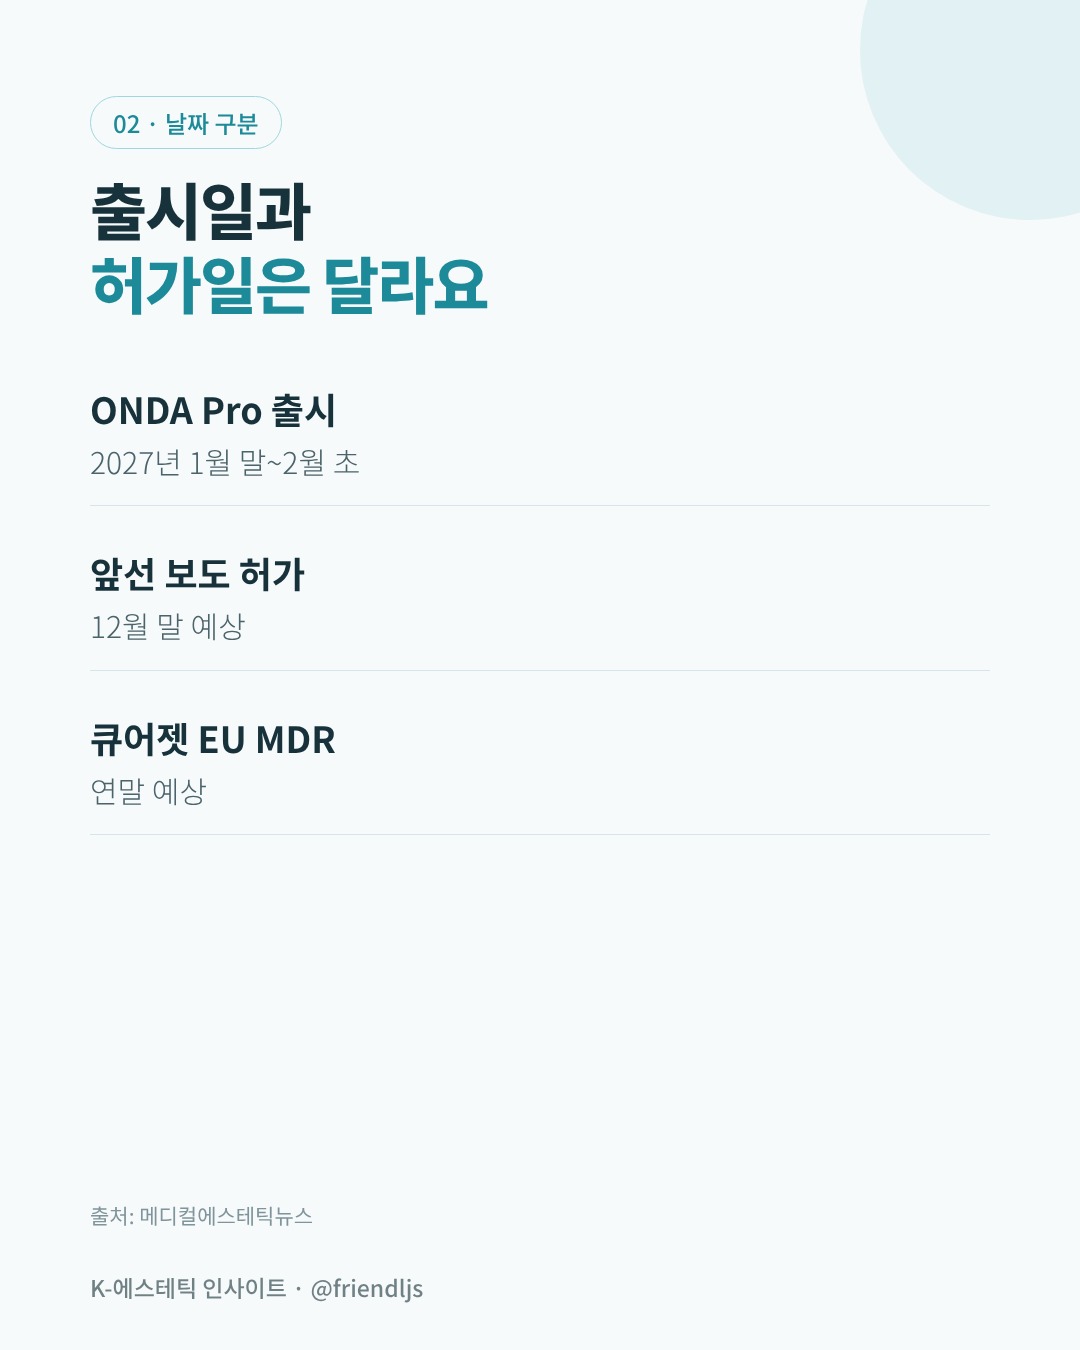 02 · 날짜 구분
출시일과
허가일은 달라요
ONDA Pro 출시
2027년 1월 말~2월 초
앞선 보도 허가
12월 말 예상
큐어젯 EU MDR
연말 예상
출처: 메디컬에스테틱뉴스
K-에스테틱 인사이트 · @friendljs